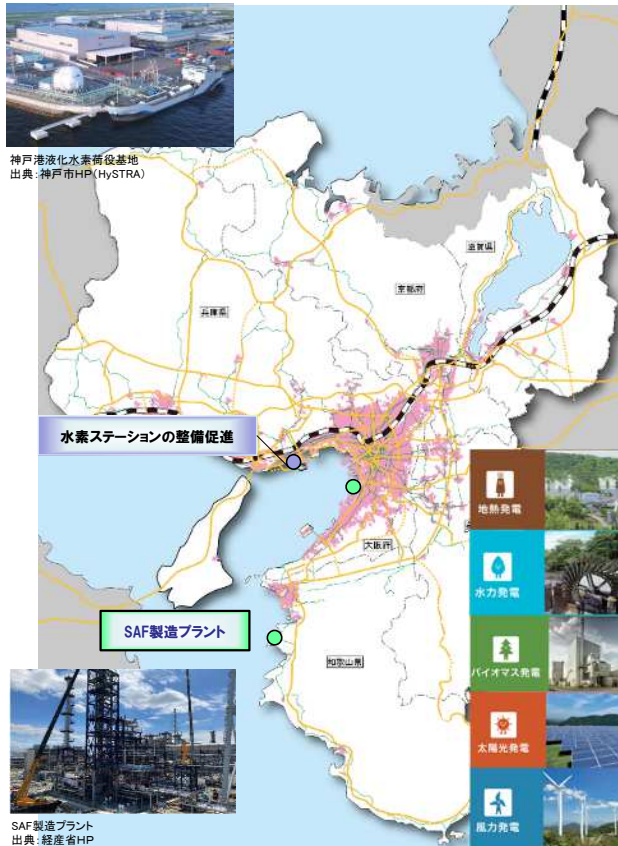 神戸港液化水素荷役基地
出典:神戸市HP(HySTRA)
滋賀県
京都府
兵庫県
水素ステーションの整備促進
地熱発電
大阪府
水力発電
SAF製造プラント
和歌山県
バイオマス発電
太陽光発電
風力発電
SAF製造プラント
出典:経産省HP